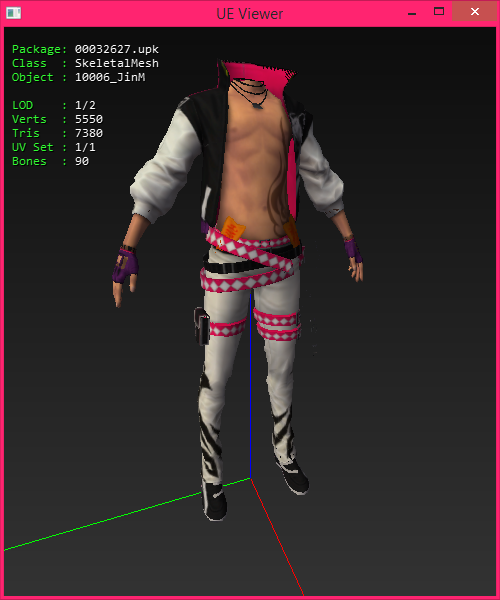 UE Viewer
Package: 00032627.upk
Class : SkeletalMesh
Object : 10006_JinM
LOD : 1/2
Verts : 5550
Tris : 7380
UV Set : 1/1
Bones : 90